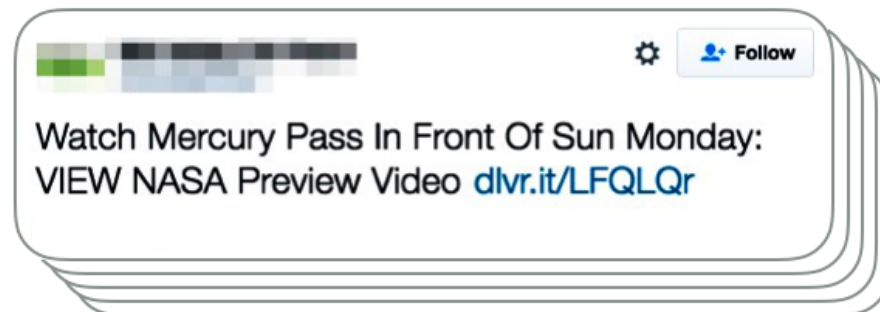 Follow
Watch Mercury Pass In Front Of Sun Monday:
VIEW NASA Preview Video dlvr.it/LFQLQr